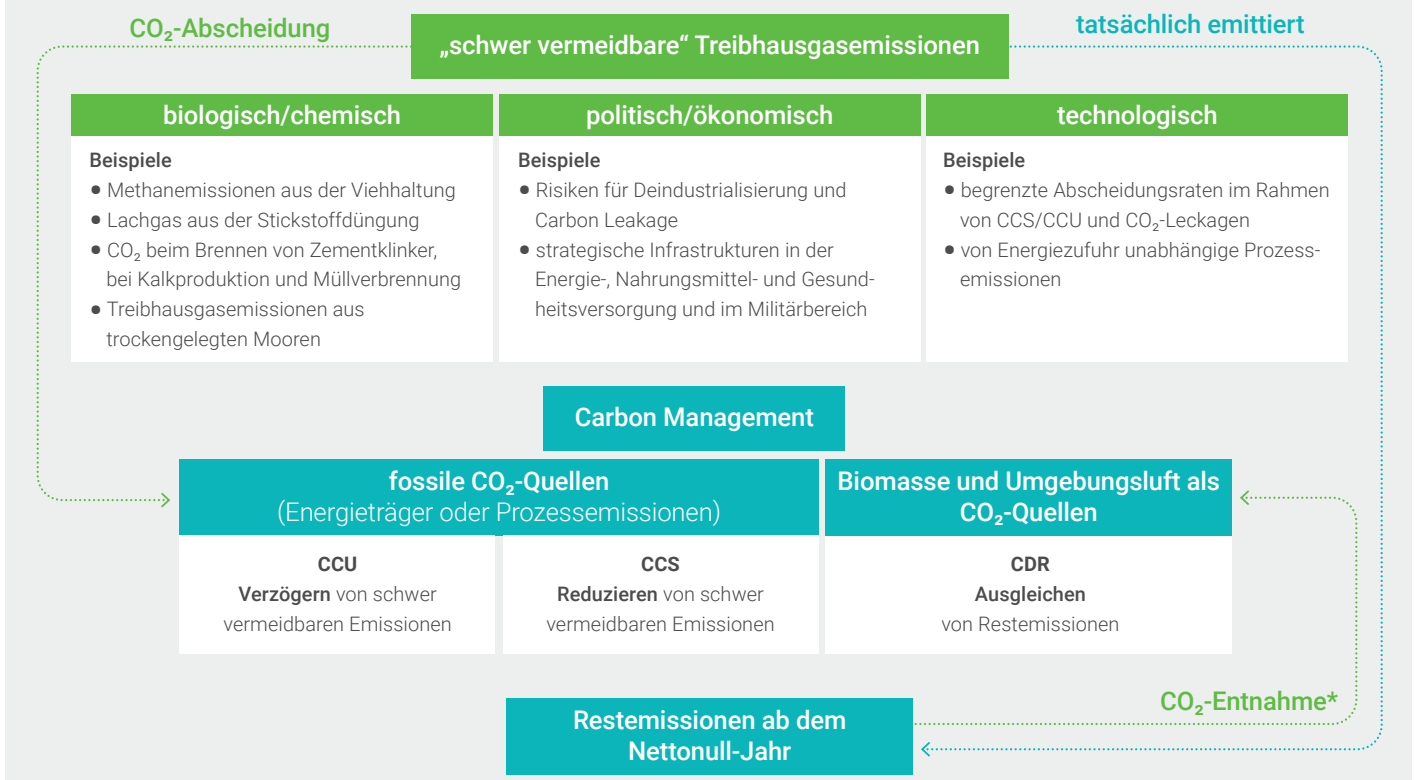 CO₂-Abscheidung
„schwer vermeidbare“ Treibhausgasemissionen
tatsächlich emittiert
biologisch/chemisch
Beispiele
• Methanemissionen aus der Viehhaltung
• Lachgas aus der Stickstoffdüngung
• CO₂ beim Brennen von Zementklinker,
bei Kalkproduktion und Müllverbrennung
• Treibhausgasemissionen aus
trockengelegten Mooren
politisch/ökonomisch
Beispiele
• Risiken für Deindustrialisierung und
Carbon Leakage
• strategische Infrastrukturen in der
Energie-, Nahrungsmittel- und Gesund-
heitsversorgung und im Militärbereich
technologisch
Beispiele
• begrenzte Abscheidungsraten im Rahmen
von CCS/CCU und CO₂-Leckagen
• von Energiezufuhr unabhängige Prozess-
emissionen
Carbon Management
fossile CO₂-Quellen
(Energieträger oder Prozessemissionen)
Biomasse und Umgebungsluft als
CO₂-Quellen
CCU
Verzögern von schwer
vermeidbaren Emissionen
CCS
Reduzieren von schwer
vermeidbaren Emissionen
CDR
Ausgleichen
von Restemissionen
CO₂-Entnahme*
Restemissionen ab dem
Nettonull-Jahr